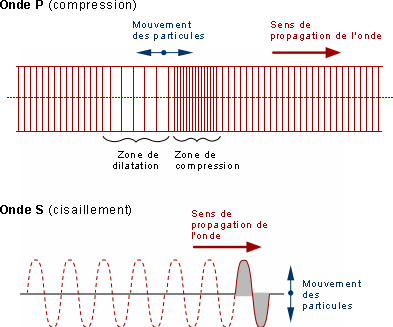 Onde P (compression)
Mouvement
des particules
Sens de
propagation de l'onde
Zone de
dilatation
Zone de
compression
Onde S (cisaillement)
Sens de
propagation de
l'onde
Mouvement
des
particules